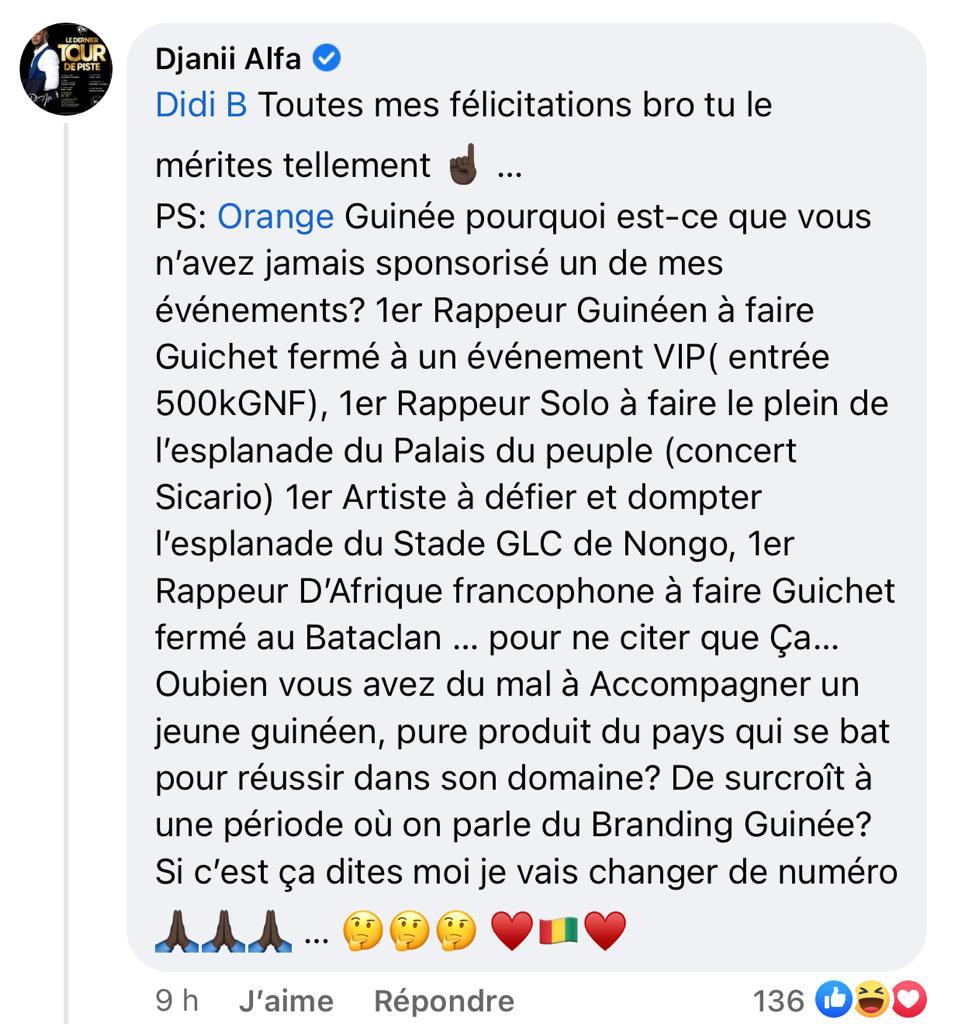 LE DERNIER
TOUR
DE PISTE
Djanii Alfa
Didi B Toutes mes félicitations bro tu le
mérites tellement ☝🏿 ...
PS: Orange Guinée pourquoi est-ce que vous
n’avez jamais sponsorisé un de mes
événements? 1er Rappeur Guinéen à faire
Guichet fermé à un événement VIP( entrée
500kGNF), 1er Rappeur Solo à faire le plein de
l’esplanade du Palais du peuple (concert
Sicario) 1er Artiste à défier et dompter
l’esplanade du Stade GLC de Nongo, 1er
Rappeur D’Afrique francophone à faire Guichet
fermé au Bataclan ... pour ne citer que Ça...
Oubien vous avez du mal à Accompagner un
jeune guinéen, pure produit du pays qui se bat
pour réussir dans son domaine? De surcroît à
une période où on parle du Branding Guinée?
Si c’est ça dites moi je vais changer de numéro
🙏🏿🙏🏿🙏🏿 ... 🤔🤔🤔 ♥️🇬🇳♥️
9 h J’aime Répondre 136